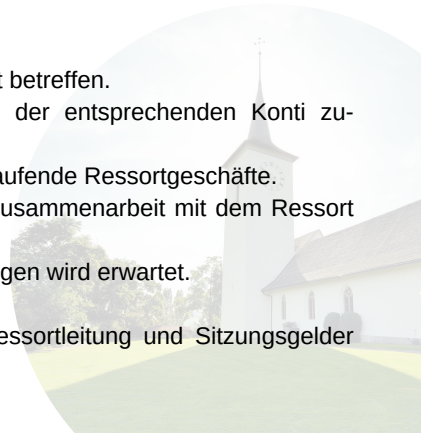 betreffen.
der entsprechenden Konti zu-
aufende Ressortgeschäfte.
usammenarbeit mit dem Ressort
gen wird erwartet.
essortleitung und Sitzungsgelder